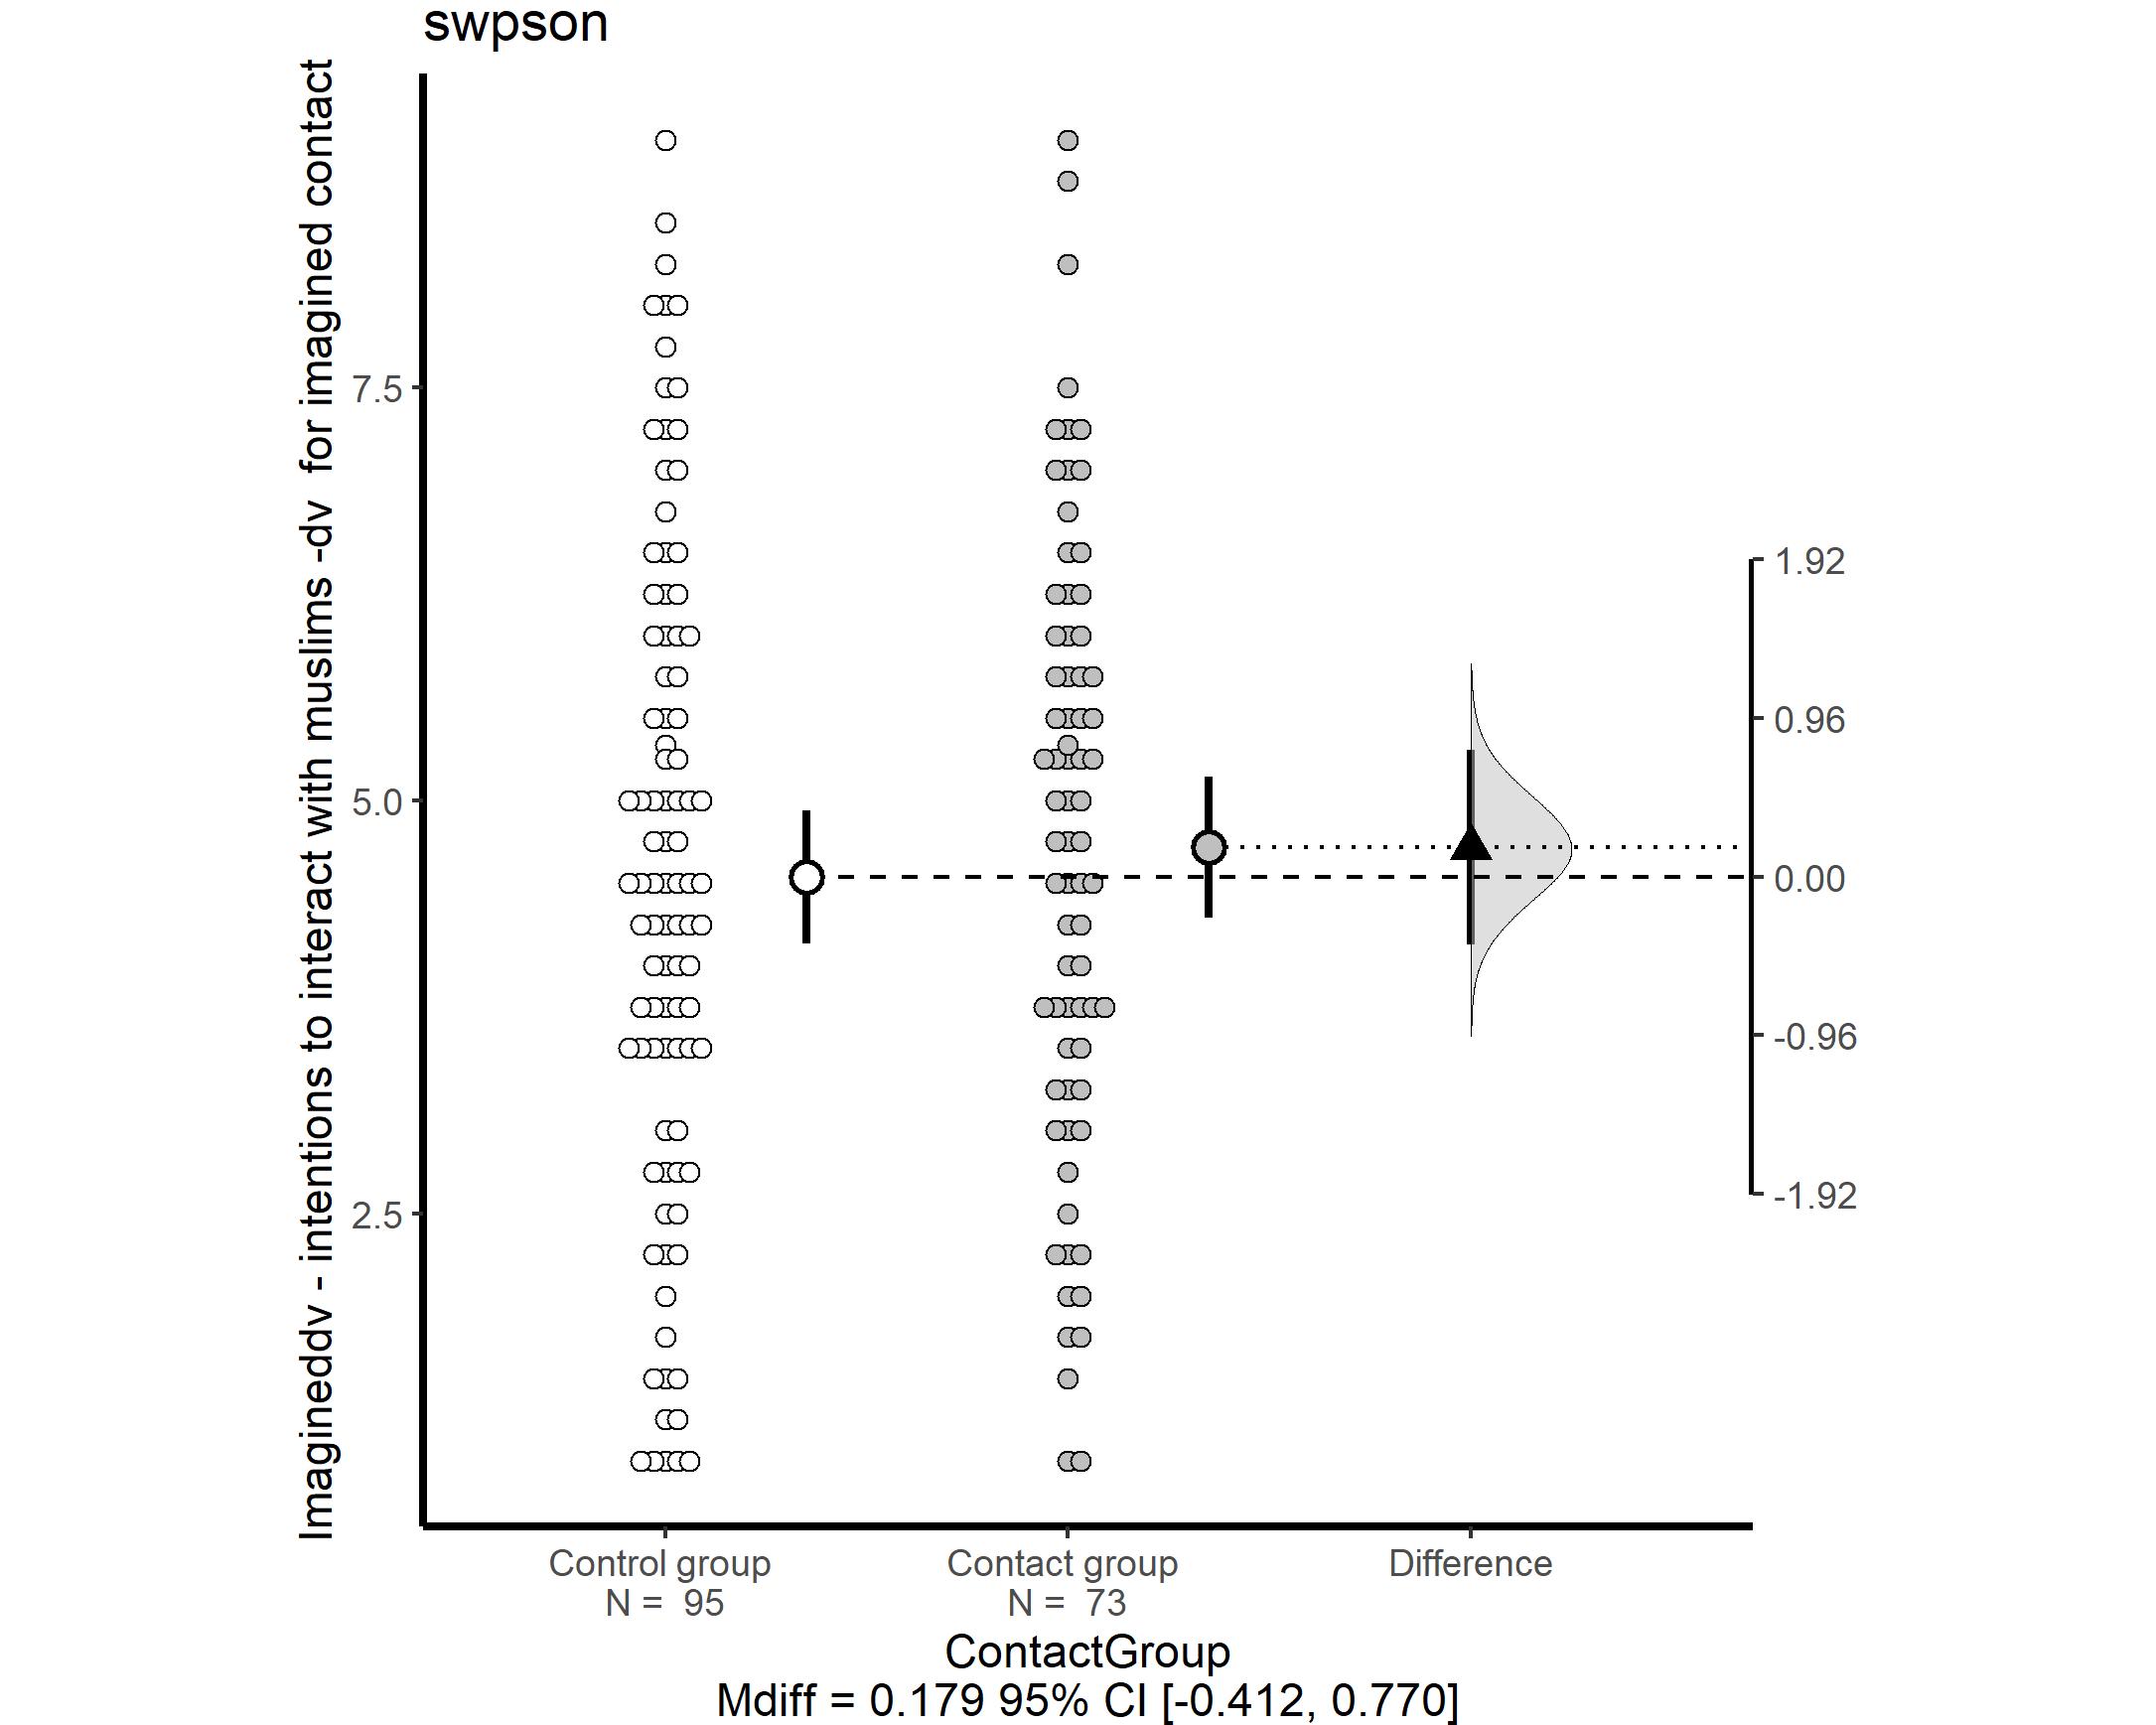 swpson
Imagineddv - intentions to interact with muslims -dv  for imagined contact
7.5
5.0
2.5
1.92
0.96
0.00
-0.96
-1.92
Control group
N =  95
Contact group
N =  73
Difference
ContactGroup
Mdiff = 0.179 95% CI [-0.412, 0.770]